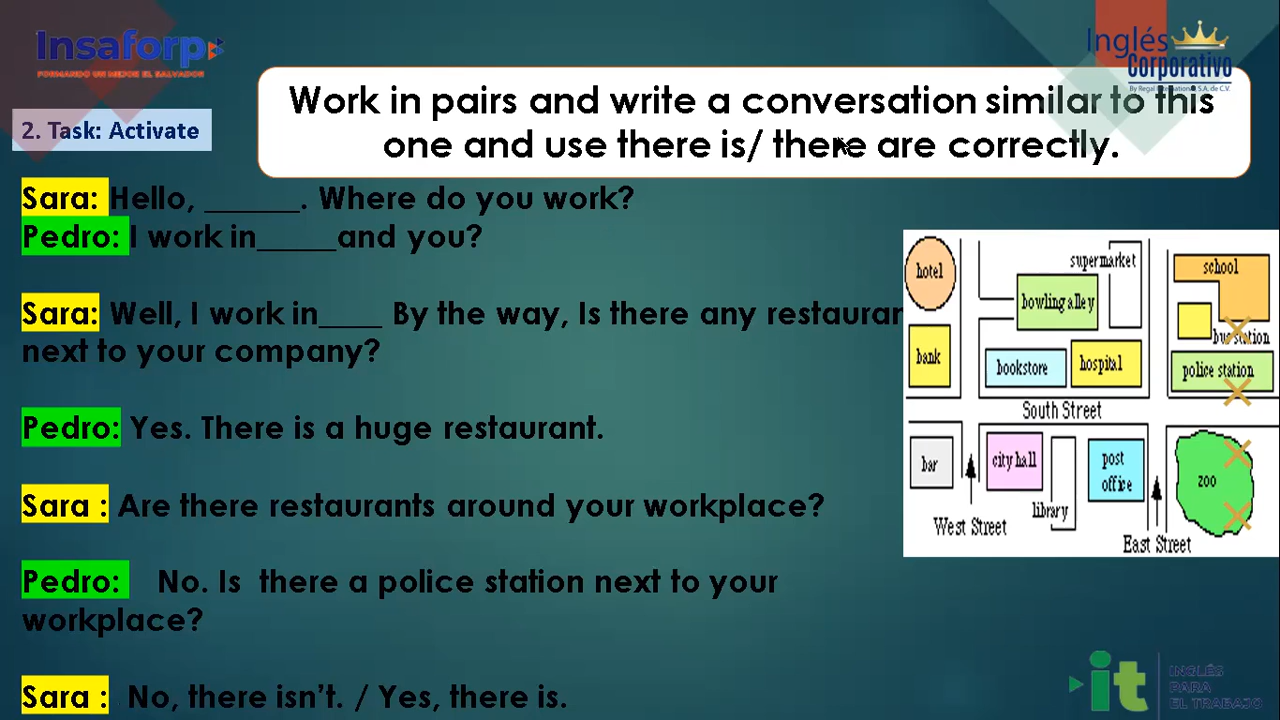 Insaforp
FORMANDO UN MEJOR EL SALVADOR
Inglés
Corporativo
By Regal International, S.A. de C.V.
2. Task: Activate
Work in pairs and write a conversation similar to this
one and use there is/ there are correctly.
Sara: Hello, ______. Where do you work?
Pedro: I work in_____and you?
Sara: Well, I work in____ By the way, Is there any restauran
next to your company?
Pedro: Yes. There is a huge restaurant.
Sara : Are there restaurants around your workplace?
Pedro: No. Is there a police station next to your
workplace?
Sara : No, there isn't. / Yes, there is.
hotel
supermarket
school
bowling alley
bus station
bank
bookstore
hospital
police station
South Street
bar
city hall
post
office
zoo
library
West Street
East Street
it
INGLÉS
PARA
EL TRABAJO